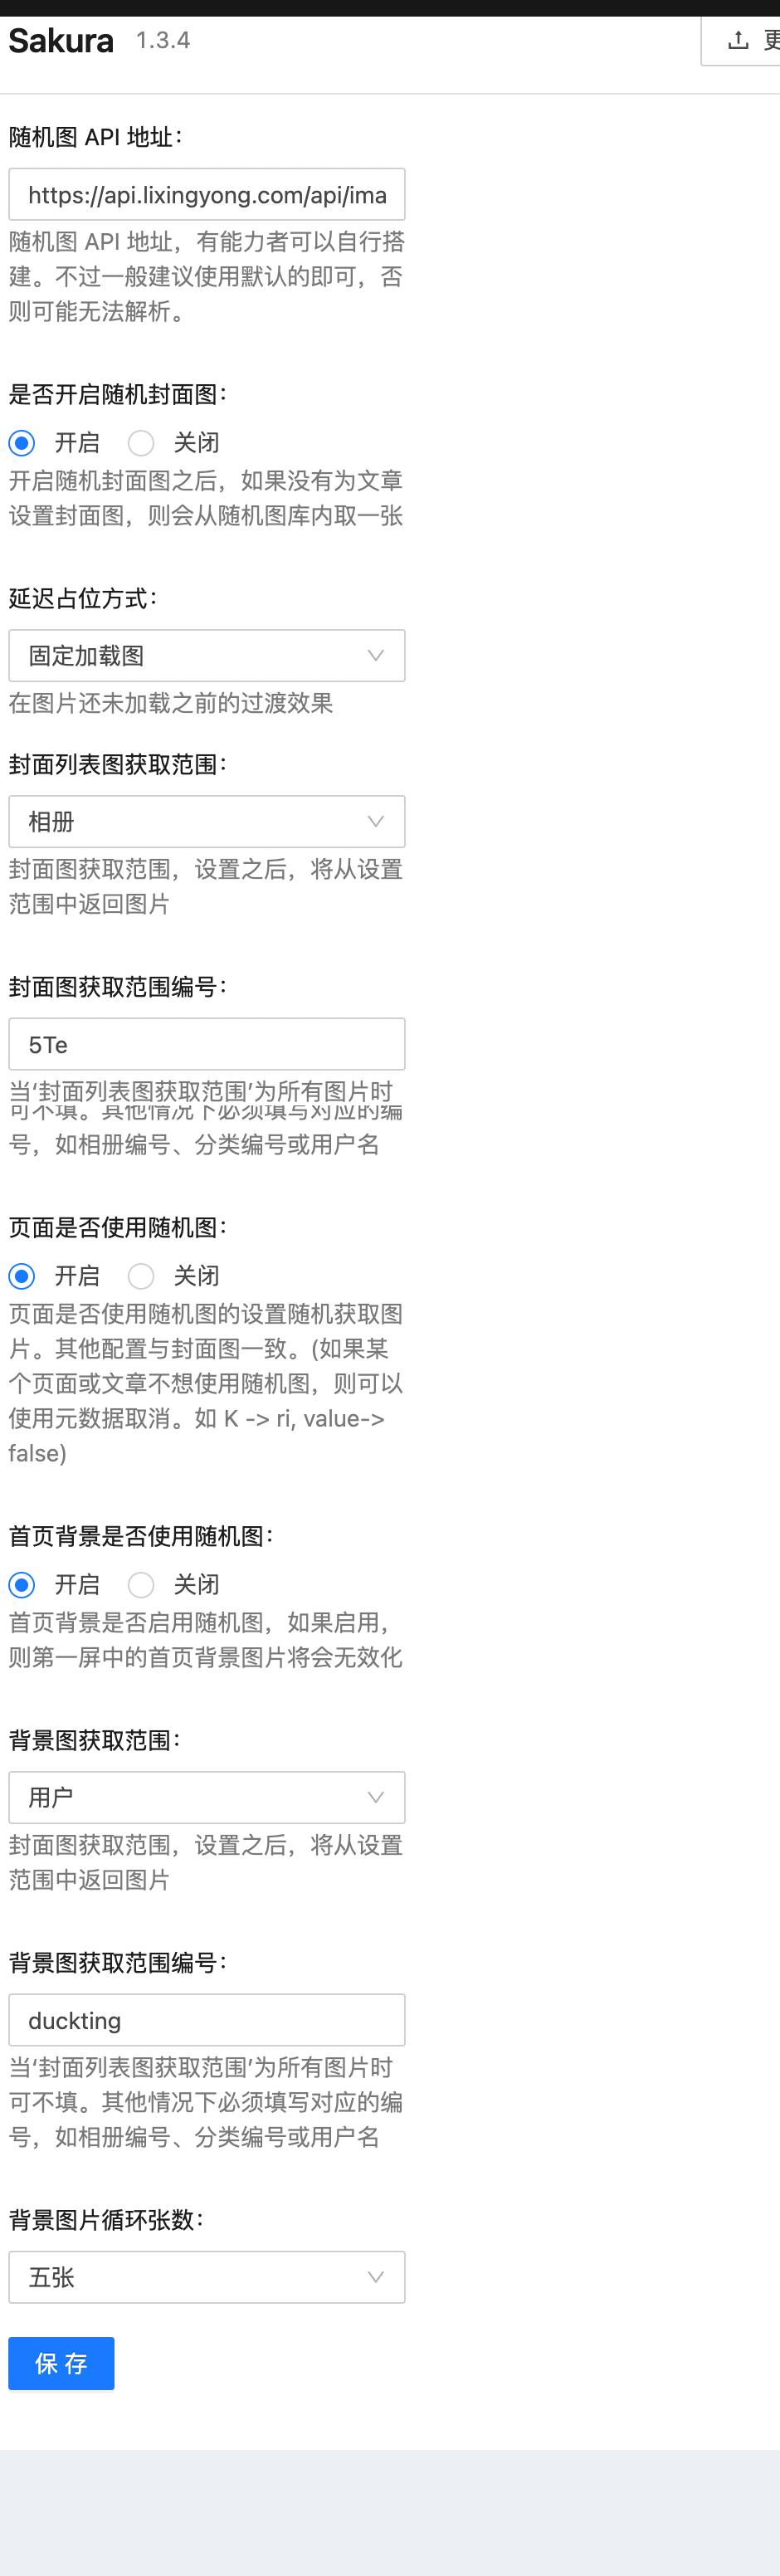 Sakura 1.3.4
更
随机图 API 地址：
https://api.lixingyong.com/api/ima
随机图 API 地址，有能力者可以自行搭
建。不过一般建议使用默认的即可，否
则可能无法解析。
是否开启随机封面图：
开启 关闭
开启随机封面图之后，如果没有为文章
设置封面图，则会从随机图库内取一张
延迟占位方式：
固定加载图
在图片还未加载之前的过渡效果
封面列表图获取范围：
相册
封面图获取范围，设置之后，将从设置
范围中返回图片
封面图获取范围编号：
5Te
当‘封面列表图获取范围’为所有图片时
可不填。其他情况下必须填写对应的编
号，如相册编号、分类编号或用户名
页面是否使用随机图：
开启 关闭
页面是否使用随机图的设置随机获取图
片。其他配置与封面图一致。(如果某
个页面或文章不想使用随机图，则可以
使用元数据取消。如 K -> ri, value->
false)
首页背景是否使用随机图：
开启 关闭
首页背景是否启用随机图，如果启用，
则第一屏中的首页背景图片将会无效化
背景图获取范围：
用户
封面图获取范围，设置之后，将从设置
范围中返回图片
背景图获取范围编号：
duckting
当‘封面列表图获取范围’为所有图片时
可不填。其他情况下必须填写对应的编
号，如相册编号、分类编号或用户名
背景图片循环张数：
五张
保 存